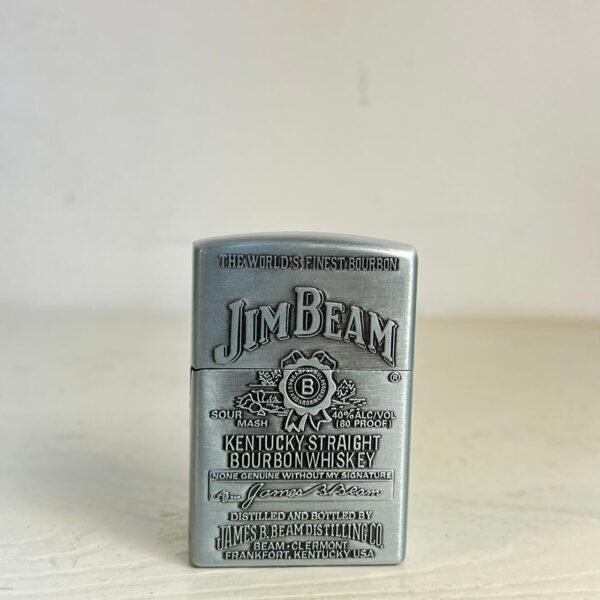 THE WORLD'S FINEST BOURBON
JIM BEAM
®
B
SOUR MASH
40% ALC/VOL (80 PROOF)
KENTUCKY STRAIGHT
BOURBON WHISKEY
NONE GENUINE WITHOUT MY SIGNATURE
James B. Beam
DISTILLED AND BOTTLED BY
JAMES B. BEAM DISTILLING CO.
BEAM • CLERMONT
FRANKFORT, KENTUCKY USA